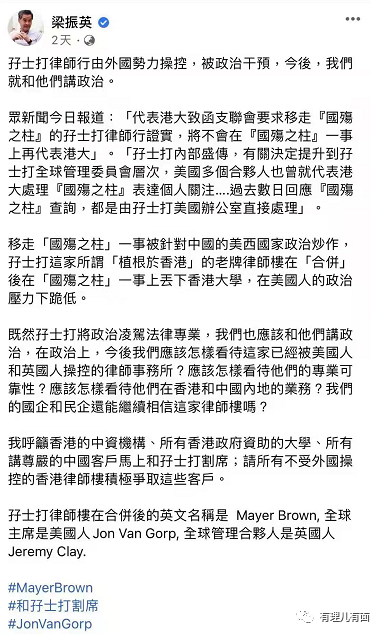 梁振英
2天
孖士打律師行由外國勢力操控，被政治干預，今後，我們
就和他們講政治。
眾新聞今日報道：「代表港大致函支聯會要求移走『國殤
之柱』的孖士打律師行證實，將不會在『國殤之柱』一事
上再代表港大」。「孖士打內部盛傳，有關決定提升到孖
士打全球管理委員會層次，美國多個合夥人也曾就代表港
大處理『國殤之柱』表達個人關注....過去數日回應『國殤
之柱』查詢，都是由孖士打美國辦公室直接處理」。
移走「國殤之柱」一事被針對中國的美西國家政治炒作，
孖士打這家所謂「植根於香港」的老牌律師樓在「合併」
後在「國殤之柱」一事上丟下香港大學，在美國人的政治
壓力下跪低。
既然孖士打將政治凌駕法律專業，我們也應該和他們講政
治，在政治上，今後我們應該怎樣看待這家已經被美國人
和英國人操控的律師事務所？應該怎樣看待他們的專業可
靠性？應該怎樣看待他們在香港和中國內地的業務？我們
的國企和民企還能繼續相信這家律師樓嗎？
我呼籲香港的中資機構、所有香港政府資助的大學、所有
講尊嚴的中國客戶馬上和孖士打割席；請所有不受外國操
控的香港律師樓積極爭取這些客戶。
孖士打律師樓在合併後的英文名稱是 Mayer Brown, 全球
主席是美國人 Jon Van Gorp, 全球管理合夥人是英國人
Jeremy Clay.
#MayerBrown
#和孖士打割席
#JonVanGorp
有理儿有面